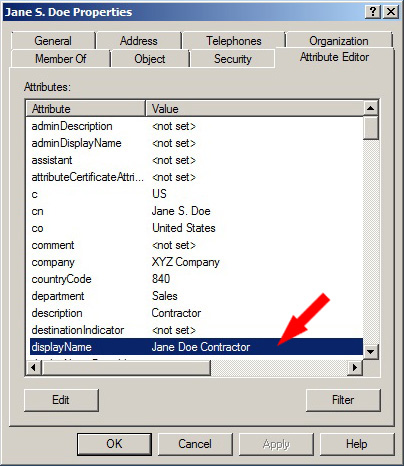 Jane S. Doe Properties
General Address Telephones Organization
Member Of Object Security Attribute Editor
Attributes:
Attribute Value
adminDescription <not set>
adminDisplayName <not set>
assistant <not set>
attributeCertificateAttri... <not set>
c US
cn Jane S. Doe
co United States
comment <not set>
company XYZ Company
countryCode 840
department Sales
description Contractor
destinationIndicator <not set>
displayName Jane Doe Contractor
Edit Filter
OK Cancel Apply Help